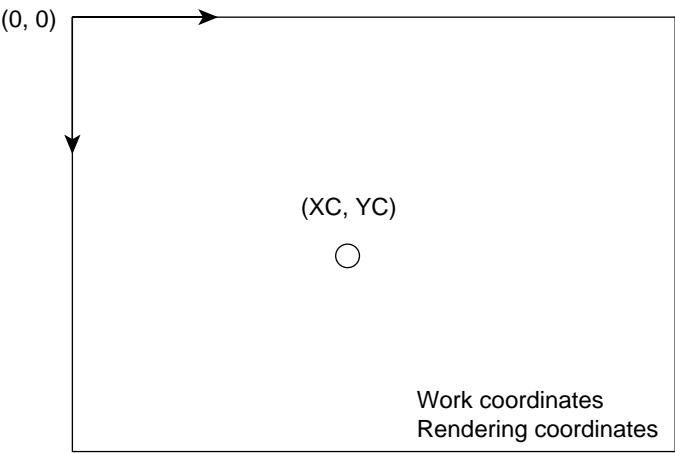 (0, 0)
(XC, YC)
Work coordinates
Rendering coordinates